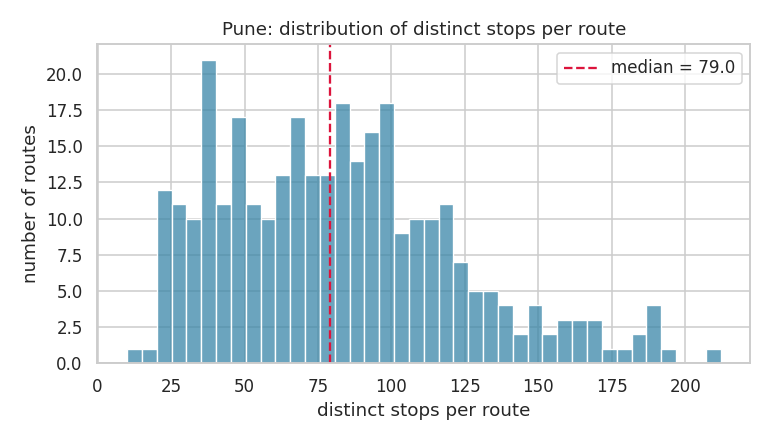 Pune: distribution of distinct stops per route
median = 79.0
number of routes
20.0
17.5
15.0
12.5
10.0
7.5
5.0
2.5
0.0
0 25 50 75 100 125 150 175 200
distinct stops per route